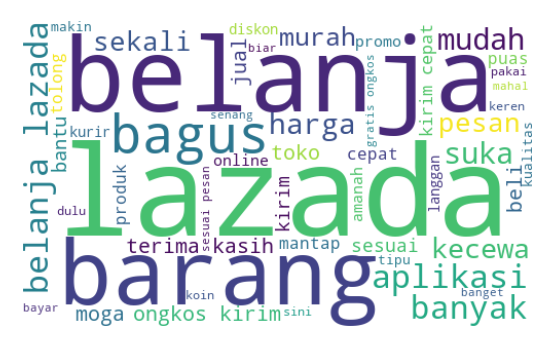 makin
sekali
diskon
biar
murah
promo
mudah
belanja
jual
puas
pakai
mahal
tolong
kurir
bantu
bagus
senang
harga
gratis ongkos
kirim cepat
pesan
keren
kualitas
online
toko
cepat
suka
beli
belanja lazada
lazada
dulu
produk
sesuai pesan
kirim
amanah
langgan
terima
kasih
mantap
sesuai
kecewa
barang
tipu
aplikasi
koin
banget
bayar
moga
ongkos kirim
sini
banyak